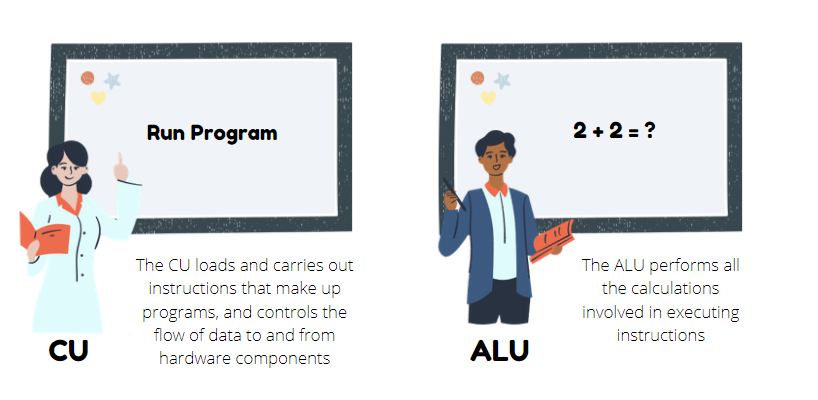 Run Program
The CU loads and carries out
instructions that make up
programs, and controls the
flow of data to and from
hardware components
CU
2 + 2 = ?
The ALU performs all
the calculations
involved in executing
instructions
ALU